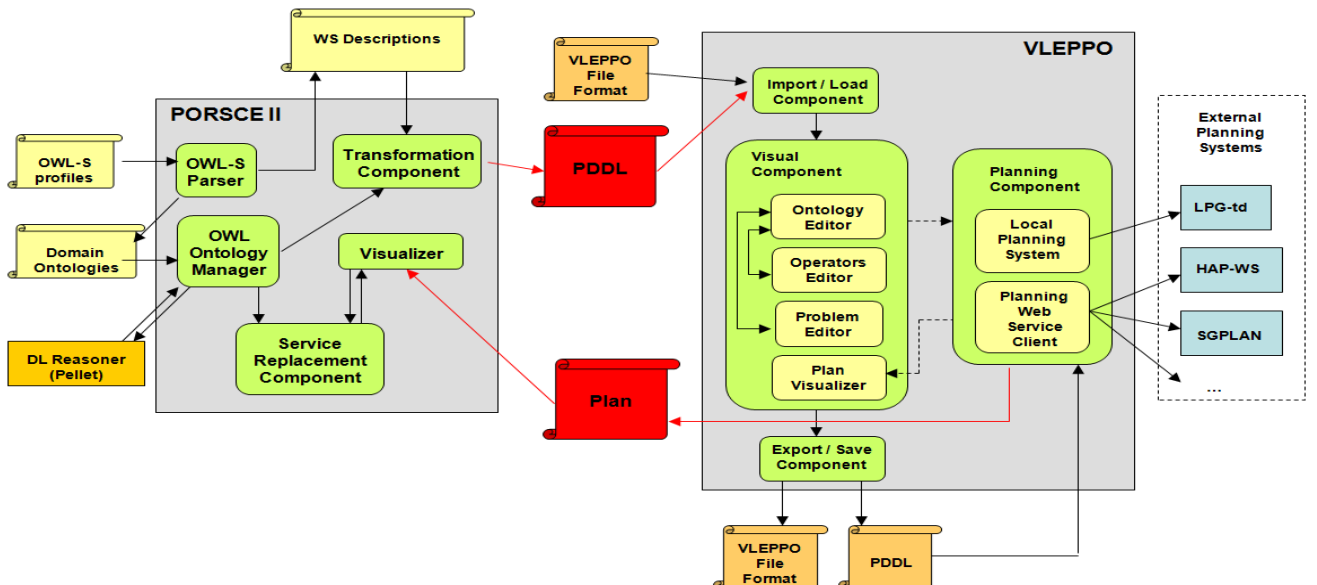 WS Descriptions
PORSCE II
OWL-S
profiles
OWL-S
Parser
Transformation
Component
Domain
Ontologies
OWL
Ontology
Manager
Visualizer
DL Reasoner
(Pellet)
Service
Replacement
Component
VLEPPO
File
Format
PDDL
Plan
VLEPPO
Import / Load
Component
Visual
Component
Ontology
Editor
Operators
Editor
Problem
Editor
Plan
Visualizer
Planning
Component
Local
Planning
System
Planning
Web
Service
Client
Export / Save
Component
VLEPPO
File
Format
PDDL
External
Planning
Systems
LPG-td
HAP-WS
SGPLAN
...